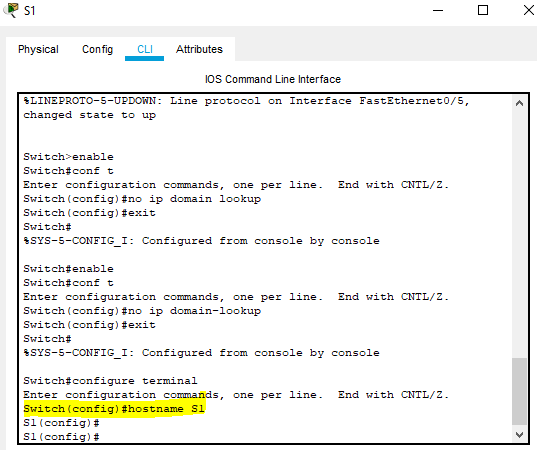 S1
Physical Config CLI Attributes
IOS Command Line Interface
%LINEPROTO-5-UPDOWN: Line protocol on Interface FastEthernet0/5,
changed state to up
Switch>enable
Switch#conf t
Enter configuration commands, one per line.  End with CNTL/Z.
Switch(config)#no ip domain lookup
Switch(config)#exit
Switch#
%SYS-5-CONFIG_I: Configured from console by console
Switch#enable
Switch#conf t
Enter configuration commands, one per line.  End with CNTL/Z.
Switch(config)#no ip domain-lookup
Switch(config)#exit
Switch#
%SYS-5-CONFIG_I: Configured from console by console
Switch#configure terminal
Enter configuration commands, one per line.  End with CNTL/Z.
Switch(config)#hostname S1
S1(config)#
S1(config)#